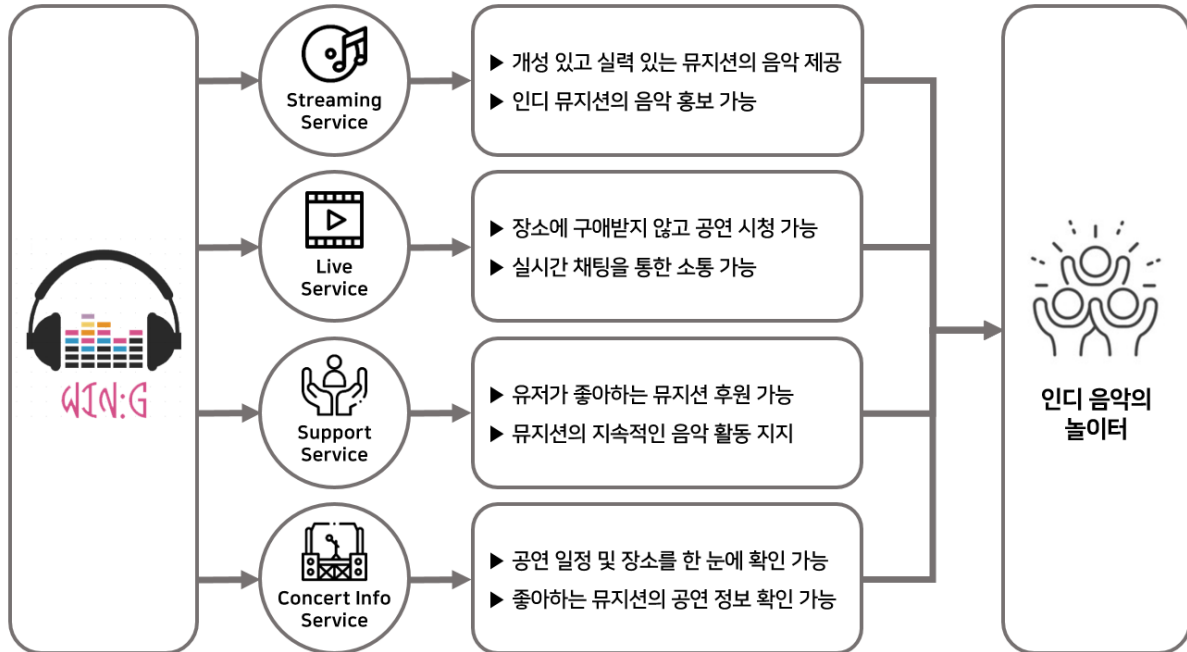 WIN:G
Streaming
Service
▶ 개성 있고 실력 있는 뮤지션의 음악 제공
▶ 인디 뮤지션의 음악 홍보 가능
Live
Service
▶ 장소에 구애받지 않고 공연 시청 가능
▶ 실시간 채팅을 통한 소통 가능
Support
Service
▶ 유저가 좋아하는 뮤지션 후원 가능
▶ 뮤지션의 지속적인 음악 활동 지지
Concert Info
Service
▶ 공연 일정 및 장소를 한 눈에 확인 가능
▶ 좋아하는 뮤지션의 공연 정보 확인 가능
인디 음악의
놀이터